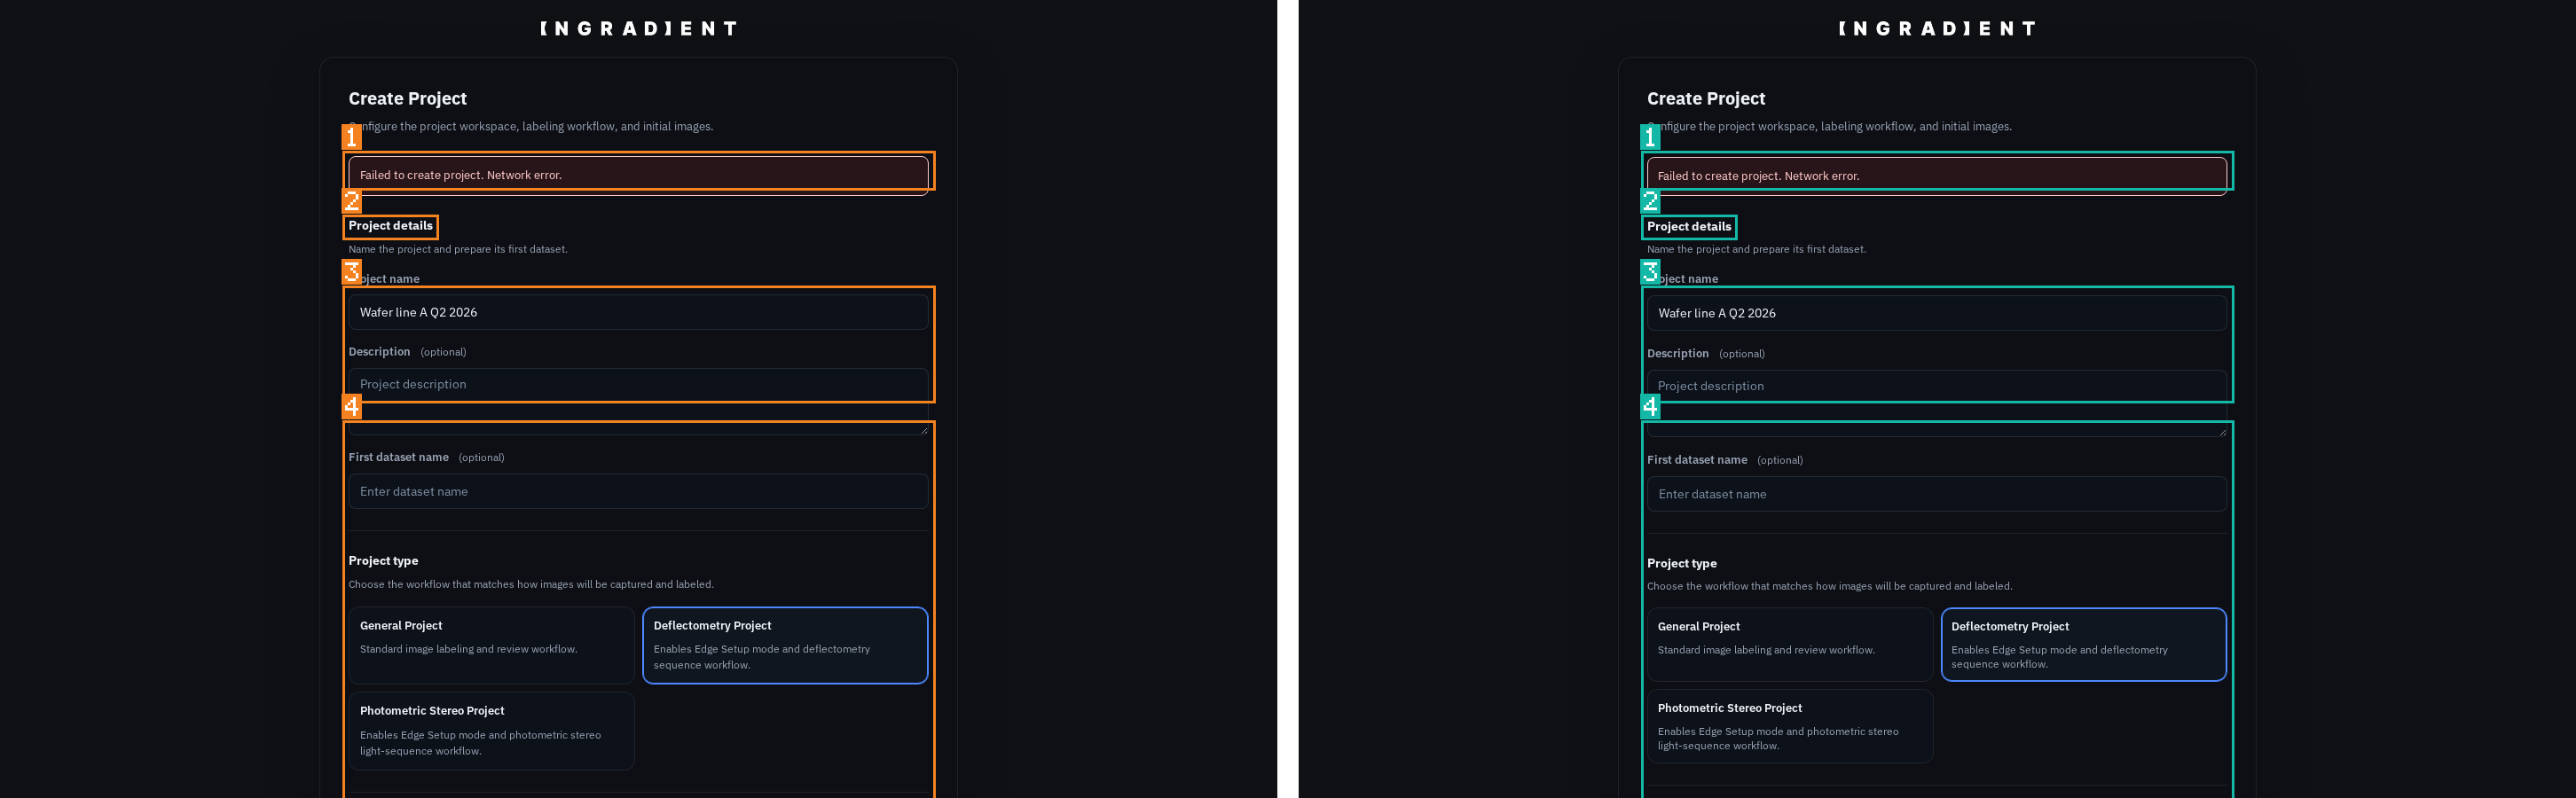 INGRADIENT
Create Project
Configure the project workspace, labeling workflow, and initial images.
1
Failed to create project. Network error.
2
Project details
Name the project and prepare its first dataset.
3
Project name
Wafer line A Q2 2026
Description (optional)
Project description
4
First dataset name (optional)
Enter dataset name
Project type
Choose the workflow that matches how images will be captured and labeled.
General Project
Standard image labeling and review workflow.
Deflectometry Project
Enables Edge Setup mode and deflectometry
sequence workflow.
Photometric Stereo Project
Enables Edge Setup mode and photometric stereo
light-sequence workflow.
INGRADIENT
Create Project
Configure the project workspace, labeling workflow, and initial images.
1
Failed to create project. Network error.
2
Project details
Name the project and prepare its first dataset.
3
Project name
Wafer line A Q2 2026
Description (optional)
Project description
4
First dataset name (optional)
Enter dataset name
Project type
Choose the workflow that matches how images will be captured and labeled.
General Project
Standard image labeling and review workflow.
Deflectometry Project
Enables Edge Setup mode and deflectometry
sequence workflow.
Photometric Stereo Project
Enables Edge Setup mode and photometric stereo
light-sequence workflow.